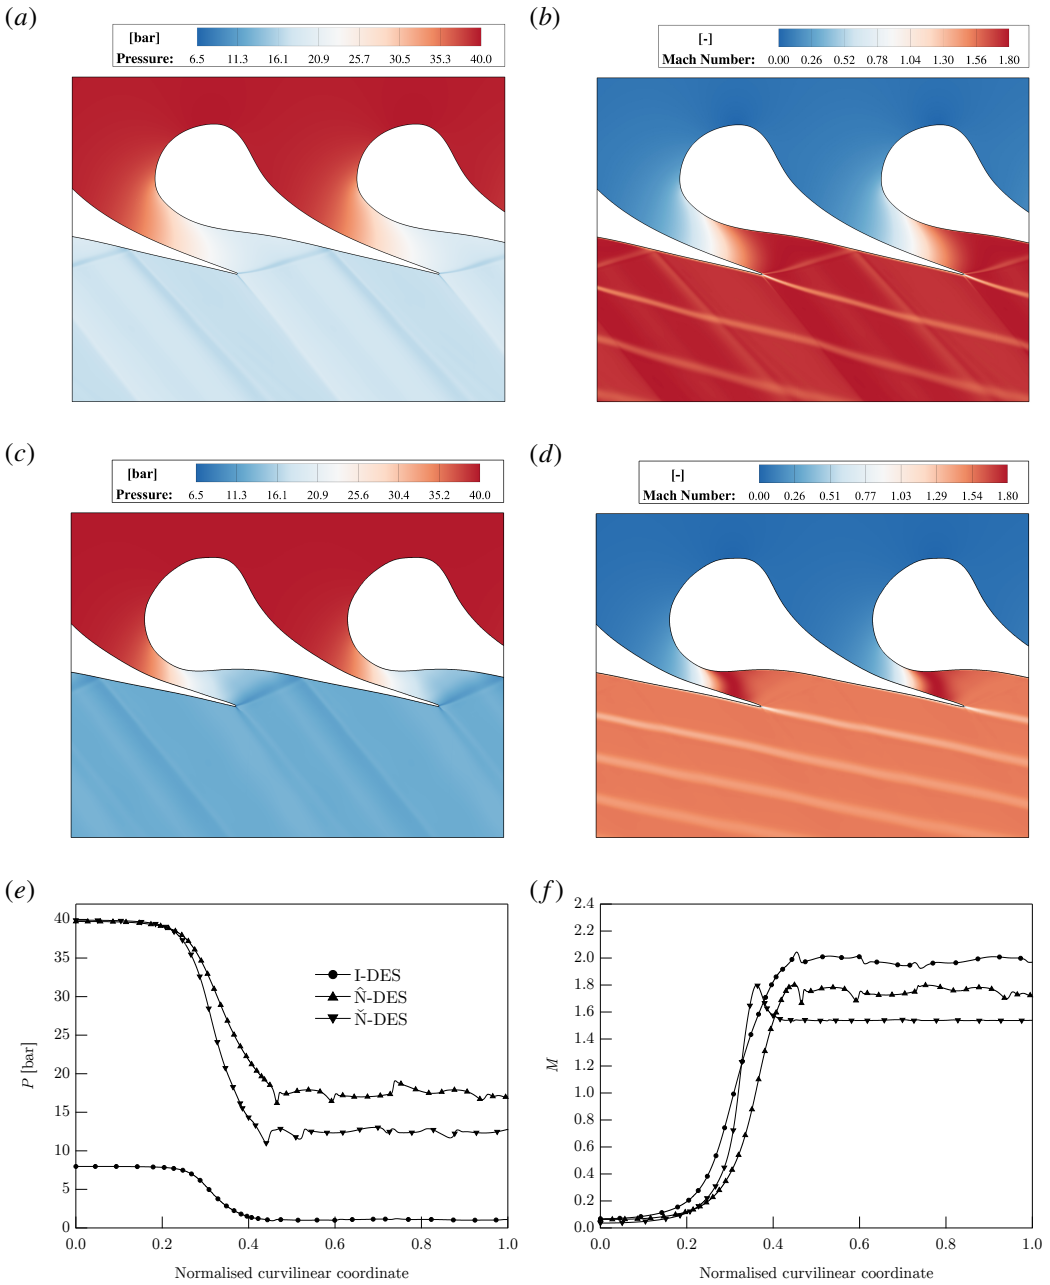 (a)
[bar]
Pressure: 6.5 11.3 16.1 20.9 25.7 30.5 35.3 40.0
(b)
[-]
Mach Number: 0.00 0.26 0.52 0.78 1.04 1.30 1.56 1.80
(c)
[bar]
Pressure: 6.5 11.3 16.1 20.9 25.6 30.4 35.2 40.0
(d)
[-]
Mach Number: 0.00 0.26 0.51 0.77 1.03 1.29 1.54 1.80
(e)
40
35
30
25
20
15
10
5
0
P [bar]
I-DES
N̂-DES
Ň-DES
0.0 0.2 0.4 0.6 0.8 1.0
Normalised curvilinear coordinate
(f)
2.4
2.2
2.0
1.8
1.6
1.4
1.2
1.0
0.8
0.6
0.4
0.2
0.0
M
0.0 0.2 0.4 0.6 0.8 1.0
Normalised curvilinear coordinate